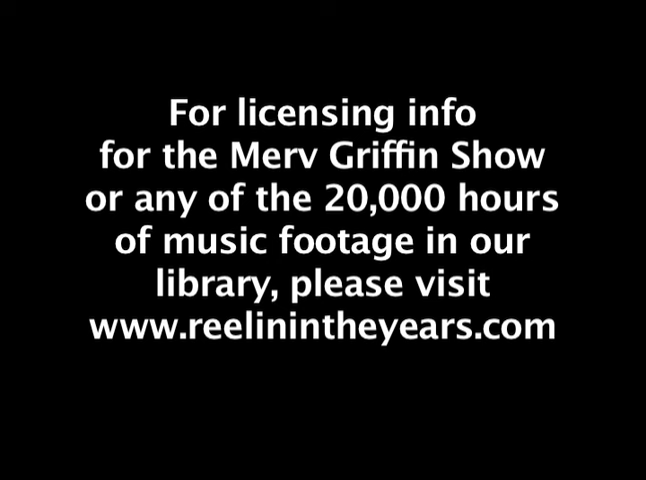 For licensing info
for the Merv Griffin Show
or any of the 20,000 hours
of music footage in our
library, please visit
www.reelinintheyears.com